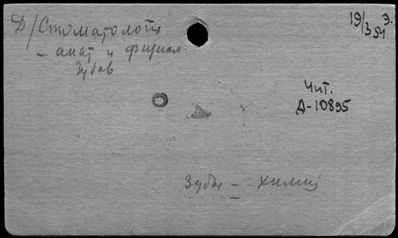 Д/Стоматология
- анат и физиол.
зубов
19/3 51 Э.
Чит.
Д-10895
Зубы - химия